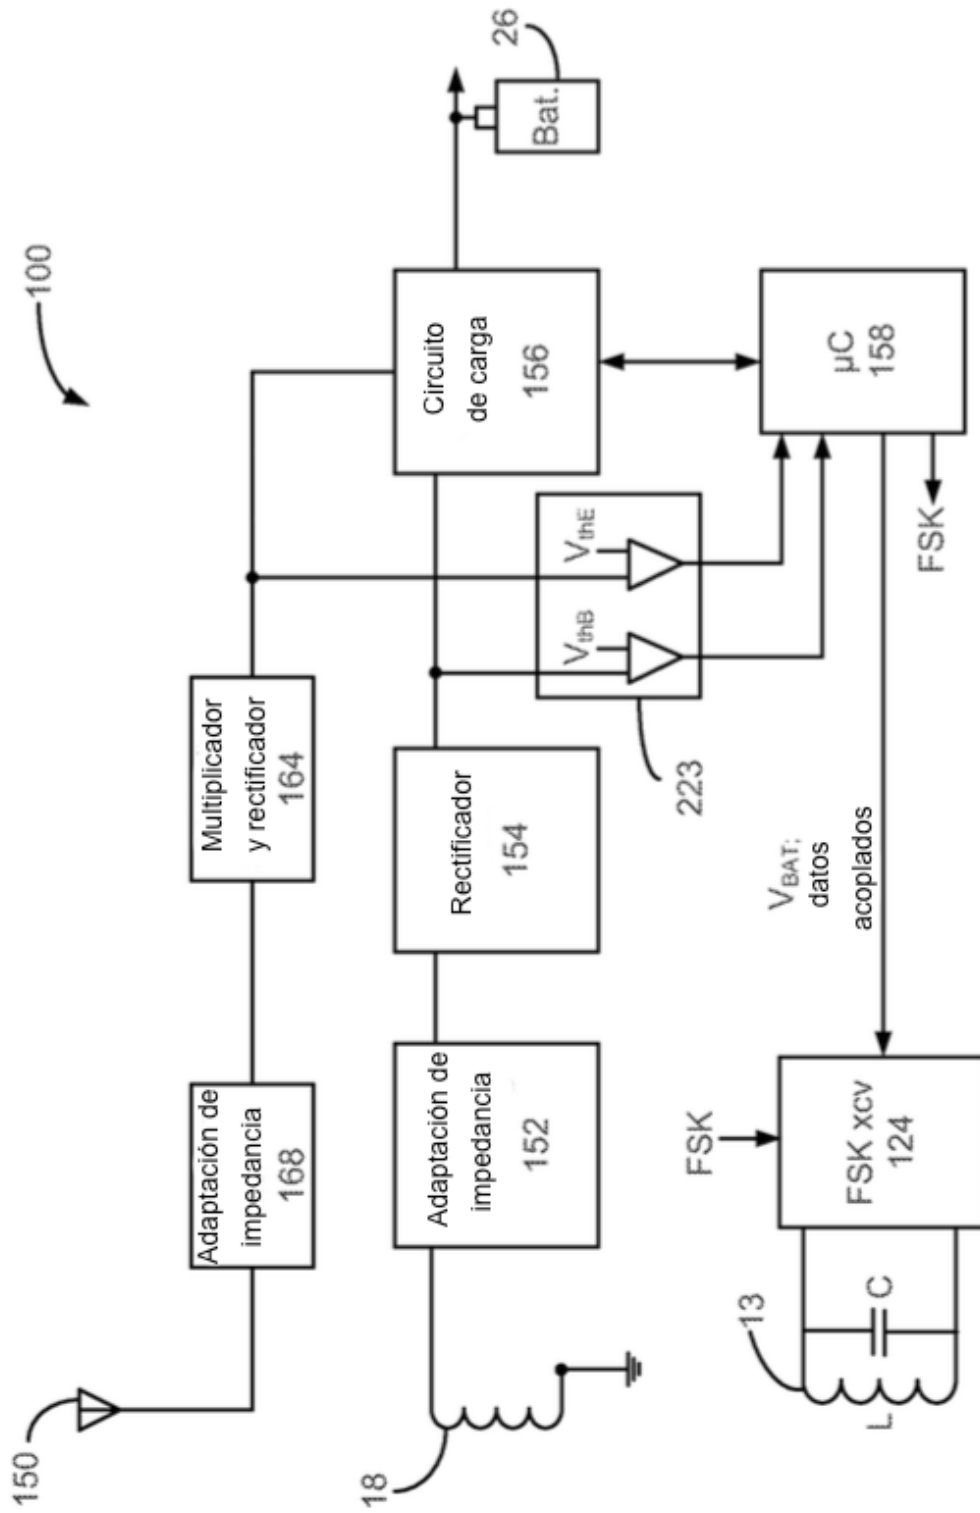 100
150
Adaptación de
impedancia
168
Multiplicador
y rectificador
164
18
Adaptación de
impedancia
152
Rectificador
154
Circuito
de carga
156
26
Bat.
VthB
VthE
223
13
L
C
FSK
FSK xcv
124
VBAT;
datos
acoplados
FSK
µC
158